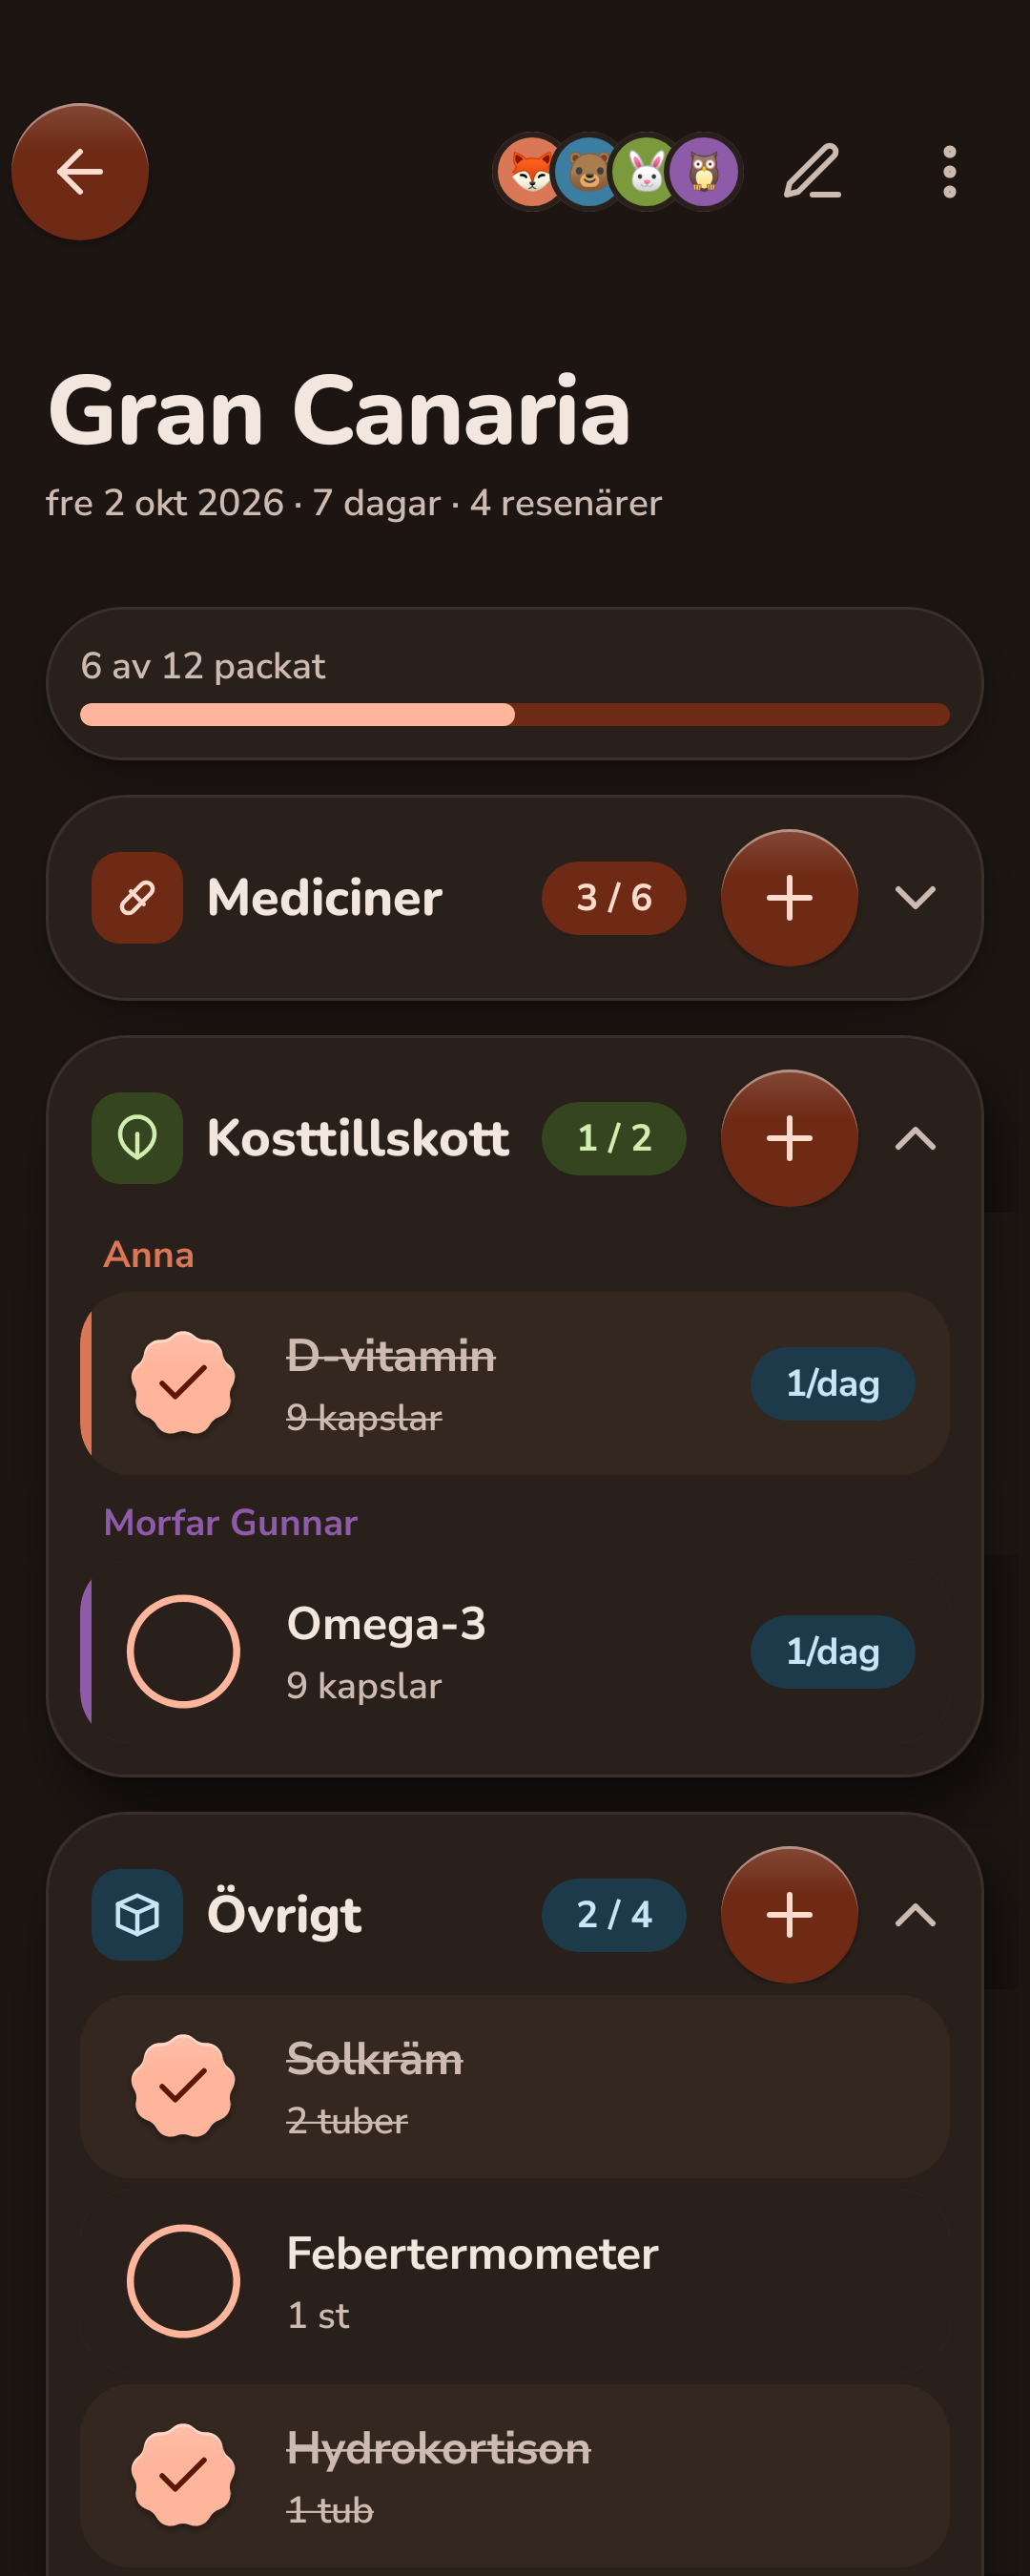 Gran Canaria
fre 2 okt 2026 · 7 dagar · 4 resenärer
6 av 12 packat
Mediciner 3 / 6
Kosttillskott 1 / 2
Anna
D-vitamin
9 kapslar
1/dag
Morfar Gunnar
Omega-3
9 kapslar
1/dag
Övrigt 2 / 4
Solkräm
2 tuber
Febertermometer
1 st
Hydrokortison
1 tub